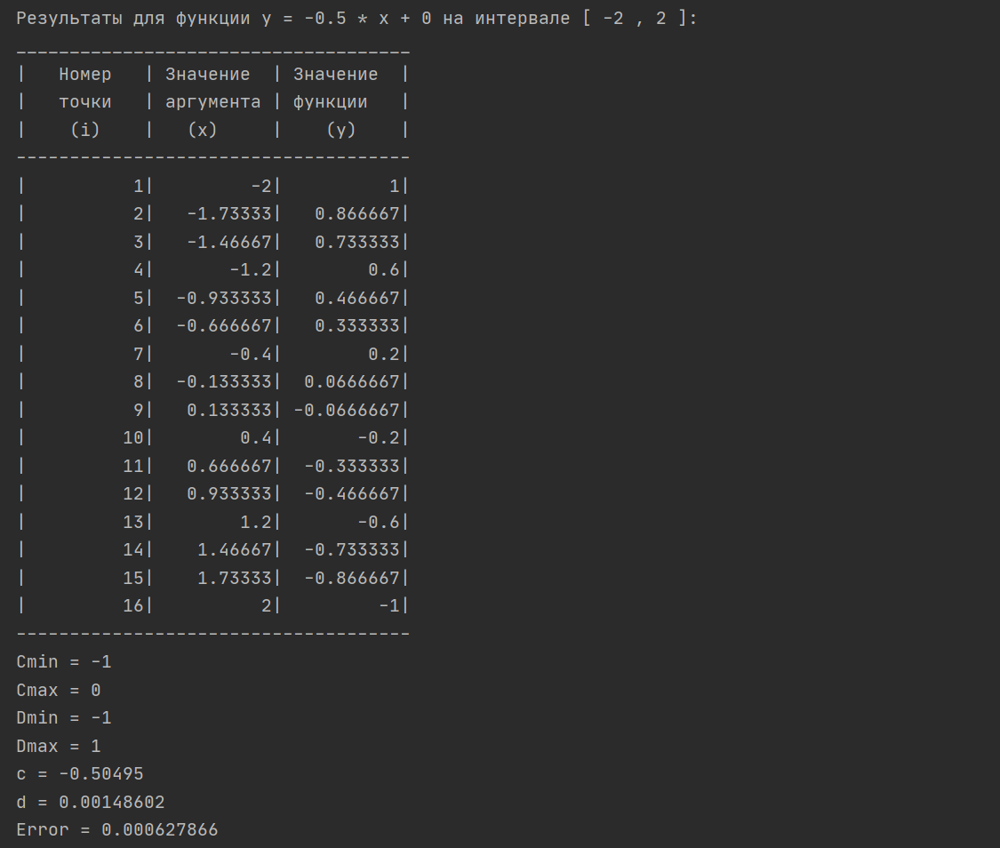 Результаты для функции y = -0.5 * x + 0 на интервале [ -2 , 2 ]:
_____________________________________
|   Номер   | Значение  | Значение  |
|   точки   | аргумента | функции   |
|    (i)    |   (x)     |    (y)    |
-------------------------------------
|          1|         -2|          1|
|          2|   -1.73333|   0.866667|
|          3|   -1.46667|   0.733333|
|          4|       -1.2|        0.6|
|          5|  -0.933333|   0.466667|
|          6|  -0.666667|   0.333333|
|          7|       -0.4|        0.2|
|          8|  -0.133333|  0.0666667|
|          9|   0.133333| -0.0666667|
|         10|        0.4|       -0.2|
|         11|   0.666667|  -0.333333|
|         12|   0.933333|  -0.466667|
|         13|        1.2|       -0.6|
|         14|    1.46667|  -0.733333|
|         15|    1.73333|  -0.866667|
|         16|          2|         -1|
-------------------------------------
Cmin = -1
Cmax = 0
Dmin = -1
Dmax = 1
c = -0.50495
d = 0.00148602
Error = 0.000627866